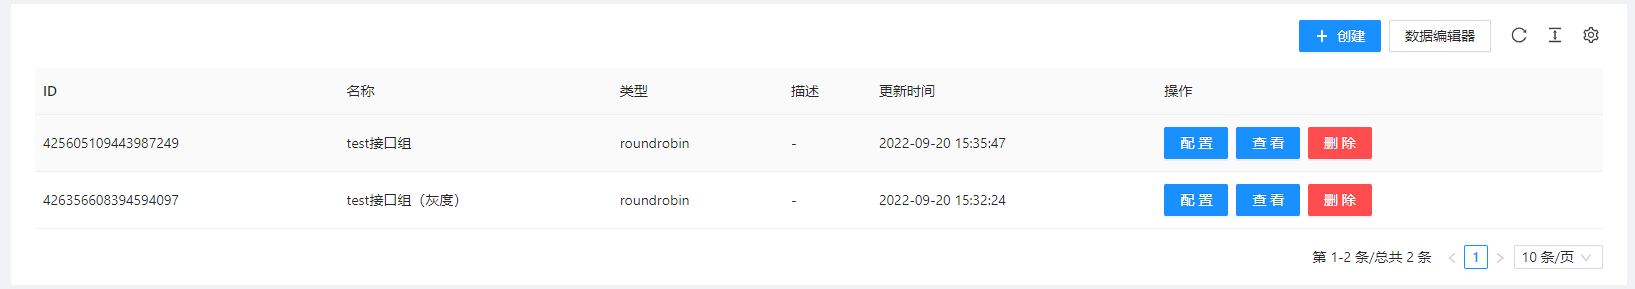 + 创建 数据编辑器
ID 名称 类型 描述 更新时间 操作
425605109443987249 test接口组 roundrobin - 2022-09-20 15:35:47 配 置 查 看 删 除
426356608394594097 test接口组（灰度） roundrobin - 2022-09-20 15:32:24 配 置 查 看 删 除
第 1-2 条/总共 2 条 < 1 > 10 条/页